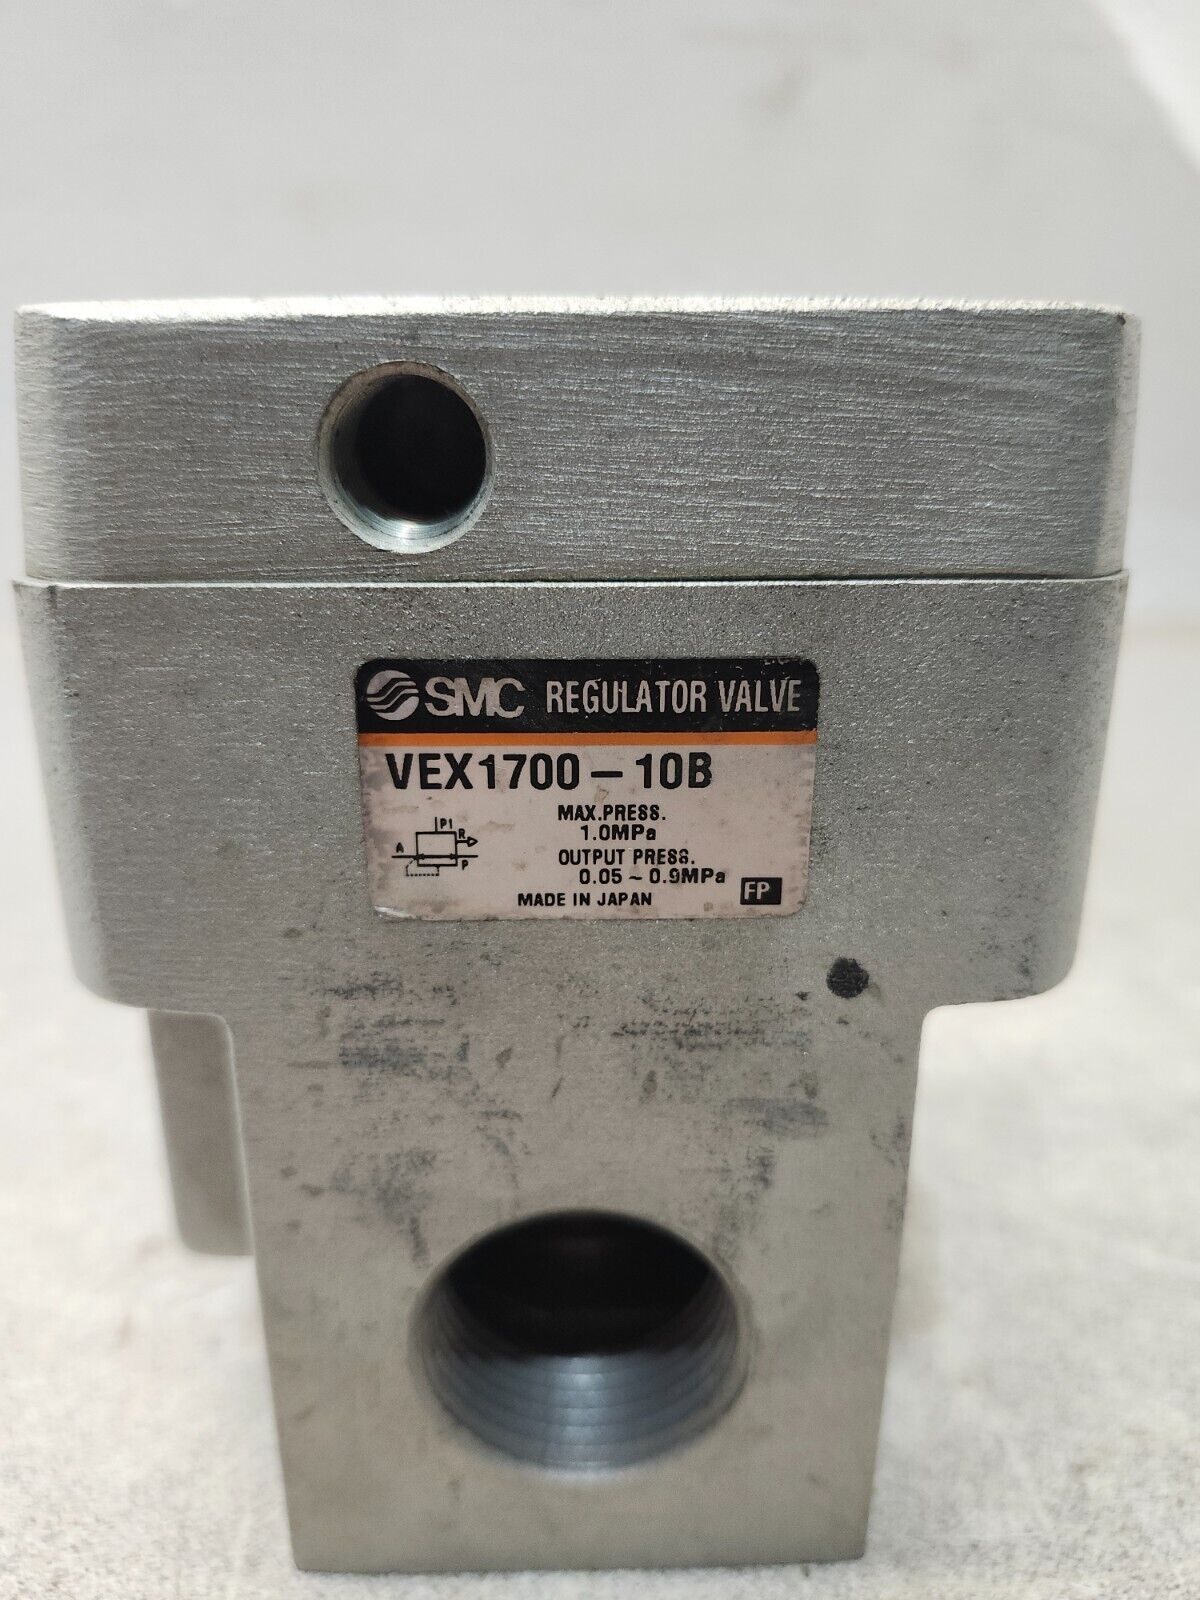 SMC REGULATOR VALVE
VEX1700-10B
MAX.PRESS.
1.0MPa
P1
R
A
P
OUTPUT PRESS.
0.05 ~ 0.9MPa
FP
MADE IN JAPAN